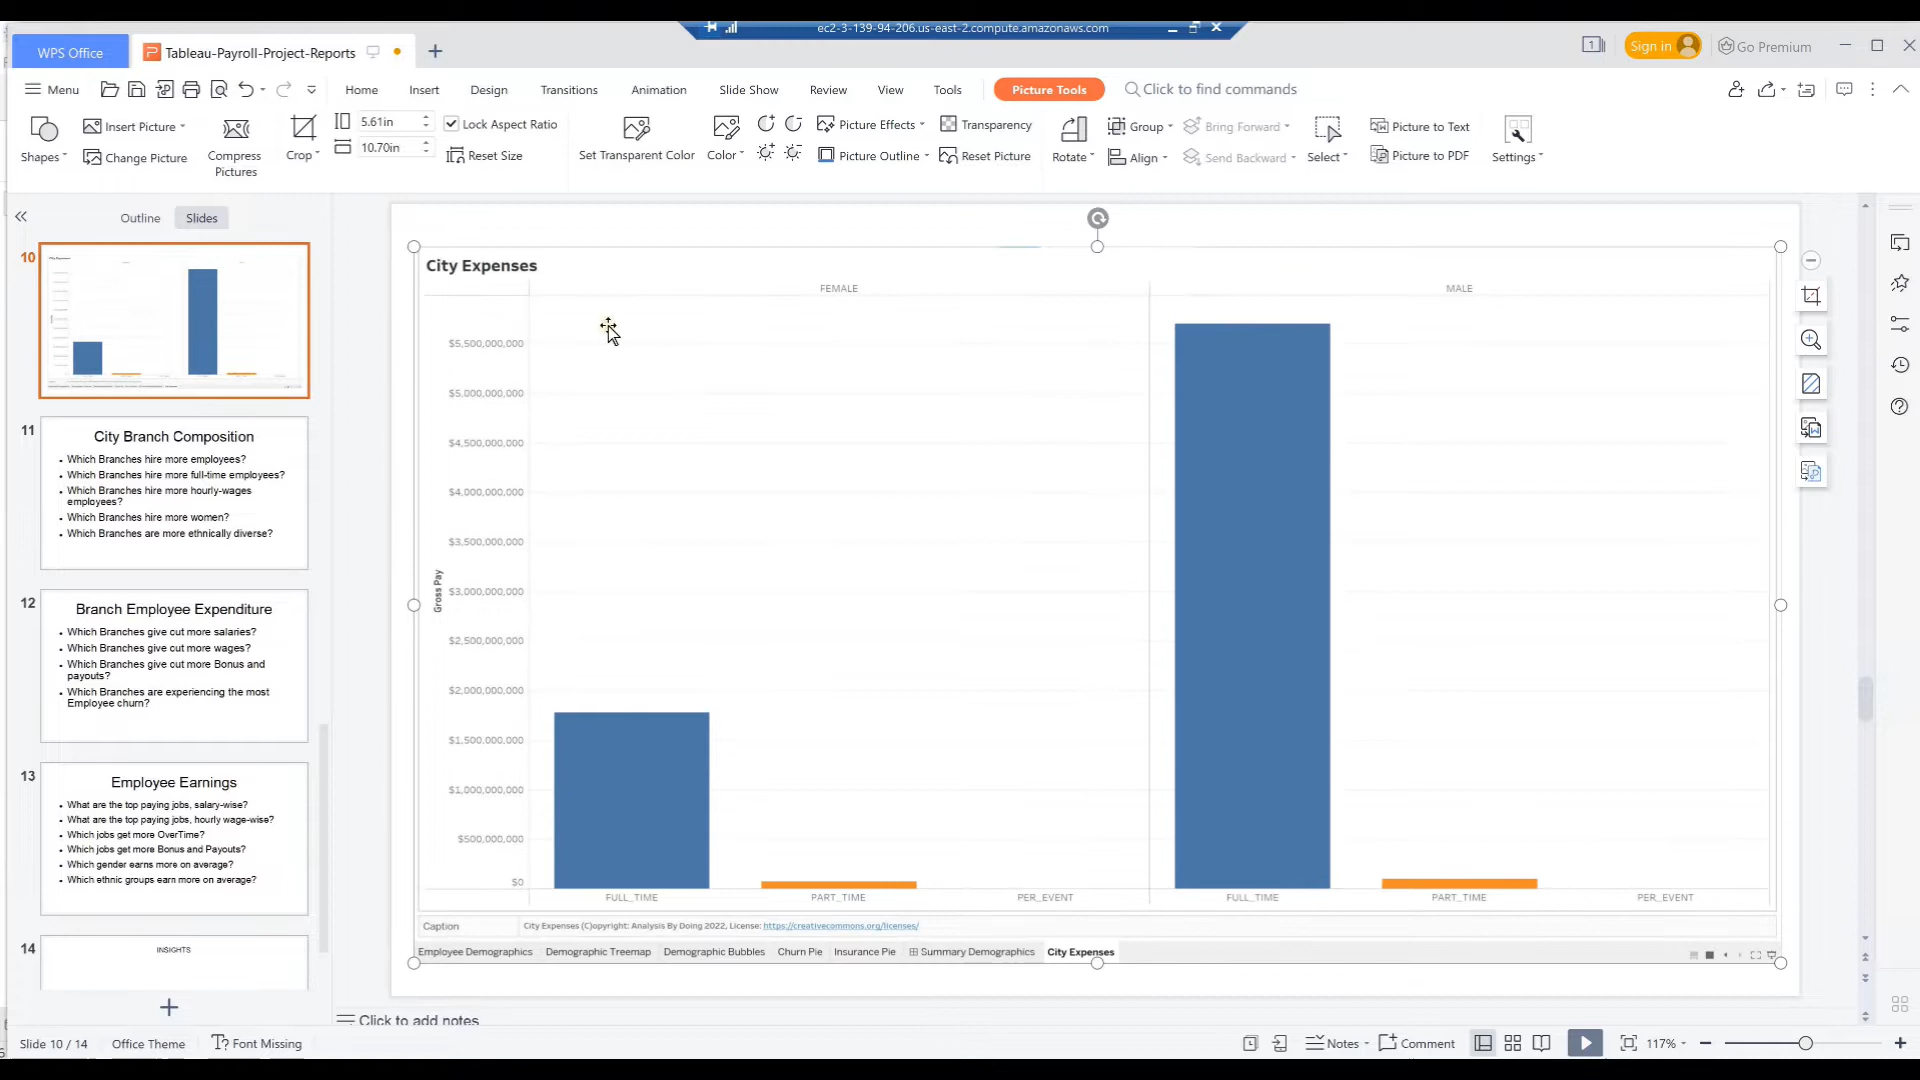 ec2-3-139-94-206.us-east-2.compute.amazonaws.com
WPS Office
Tableau-Payroll-Project-Reports
1
Sign in
Go Premium
Menu
Home
Insert
Design
Transitions
Animation
Slide Show
Review
View
Tools
Picture Tools
Click to find commands
Shapes
Insert Picture
Change Picture
Compress
Pictures
Crop
5.61in
10.70in
Lock Aspect Ratio
Reset Size
Set Transparent Color
Color
Picture Effects
Picture Outline
Transparency
Reset Picture
Rotate
Group
Align
Bring Forward
Send Backward
Select
Picture to Text
Picture to PDF
Settings
Outline
Slides
10
11
City Branch Composition
• Which Branches hire more employees?
• Which Branches hire more full-time employees?
• Which Branches hire more hourly-wages
employees?
• Which Branches hire more women?
• Which Branches are more ethnically diverse?
12
Branch Employee Expenditure
• Which Branches give cut more salaries?
• Which Branches give cut more wages?
• Which Branches give cut more Bonus and
payouts?
• Which Branches are experiencing the most
Employee churn?
13
Employee Earnings
• What are the top paying jobs, salary-wise?
• What are the top paying jobs, hourly wage-wise?
• Which jobs get more OverTime?
• Which jobs get more Bonus and Payouts?
• Which gender earns more on average?
• Which ethnic groups earn more on average?
14
INSIGHTS
City Expenses
FEMALE
MALE
Gross Pay
$5,500,000,000
$5,000,000,000
$4,500,000,000
$4,000,000,000
$3,500,000,000
$3,000,000,000
$2,500,000,000
$2,000,000,000
$1,500,000,000
$1,000,000,000
$500,000,000
$0
FULL_TIME
PART_TIME
PER_EVENT
FULL_TIME
PART_TIME
PER_EVENT
Caption
City Expenses (C)opyright: Analysis By Doing 2022, License: https://creativecommons.org/licenses/
Employee Demographics
Demographic Treemap
Demographic Bubbles
Churn Pie
Insurance Pie
Summary Demographics
City Expenses
Click to add notes
Slide 10 / 14
Office Theme
Font Missing
Notes
Comment
117%